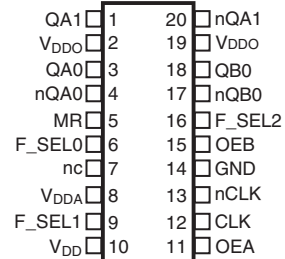 QA1 1 20 nQA1
VDDO 2 19 VDDO
QA0 3 18 QB0
nQA0 4 17 nQB0
MR 5 16 F_SEL2
F_SEL0 6 15 OEB
nc 7 14 GND
VDDA 8 13 nCLK
F_SEL1 9 12 CLK
VDD 10 11 OEA